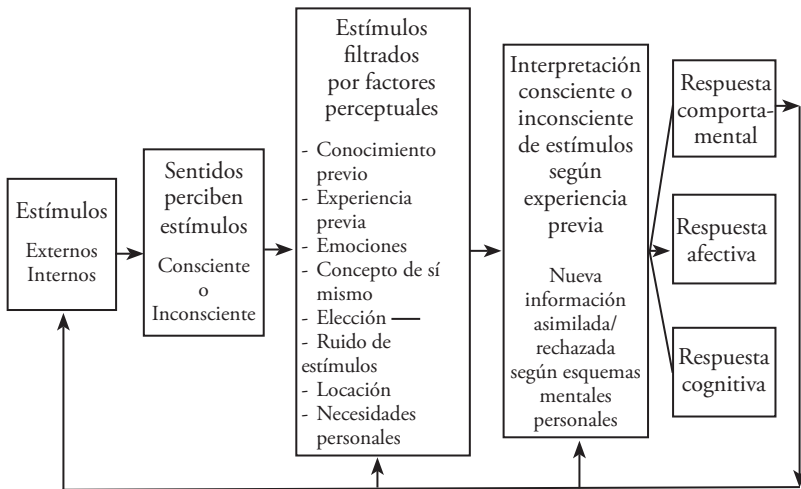 Estímulos
Externos
Internos
Sentidos
perciben
estímulos
Consciente
o
Inconsciente
Estímulos
filtrados
por factores
perceptuales
- Conocimiento
previo
- Experiencia
previa
- Emociones
- Concepto de sí
mismo
- Elección —
- Ruido de
estímulos
- Locación
- Necesidades
personales
Interpretación
consciente o
inconsciente
de estímulos
según
experiencia
previa
Nueva
información
asimilada/
rechazada
según esquemas
mentales
personales
Respuesta
comporta-
mental
Respuesta
afectiva
Respuesta
cognitiva